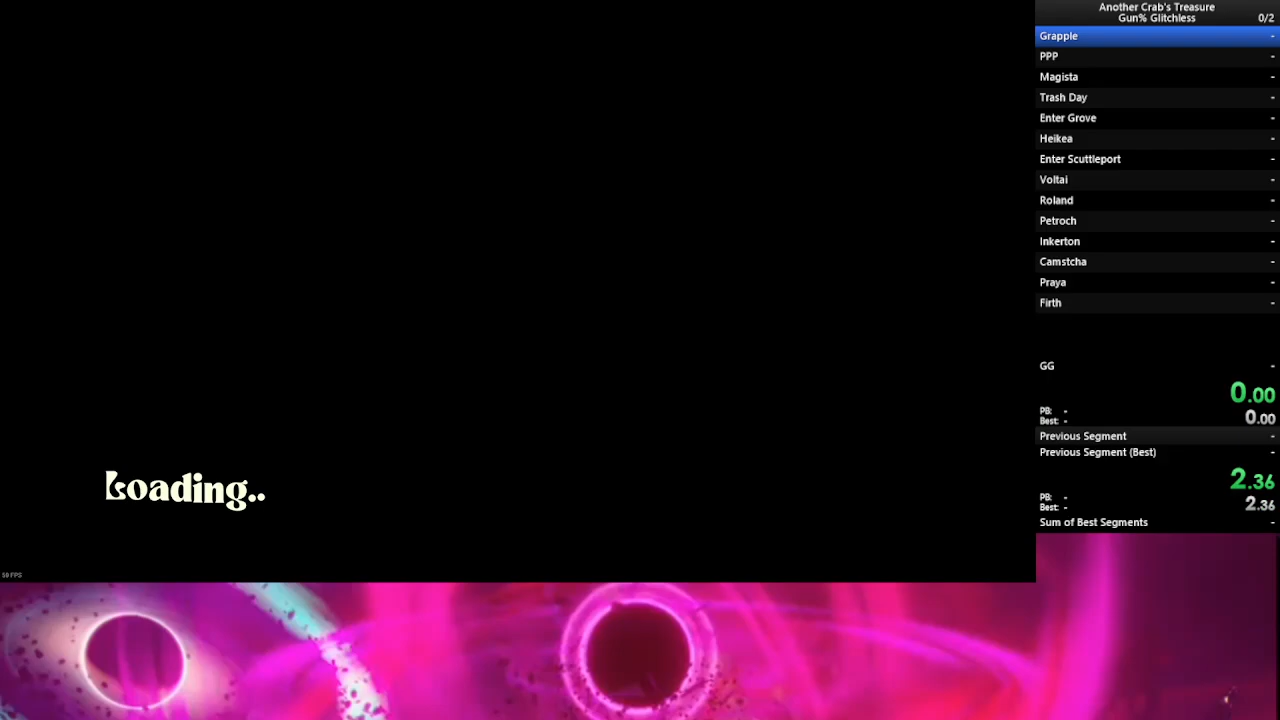 Another Crab's Treasure
Gun% Glitchless 0/2
Grapple -
PPP -
Magista -
Trash Day -
Enter Grove -
Heikea -
Enter Scuttleport -
Voltai -
Roland -
Petroch -
Inkerton -
Camstcha -
Praya -
Firth -
GG -
0.00
PB: -
Best: - 0.00
Previous Segment -
Previous Segment (Best) -
2.36
PB: -
Best: - 2.36
Sum of Best Segments -
Loading..
59 FPS